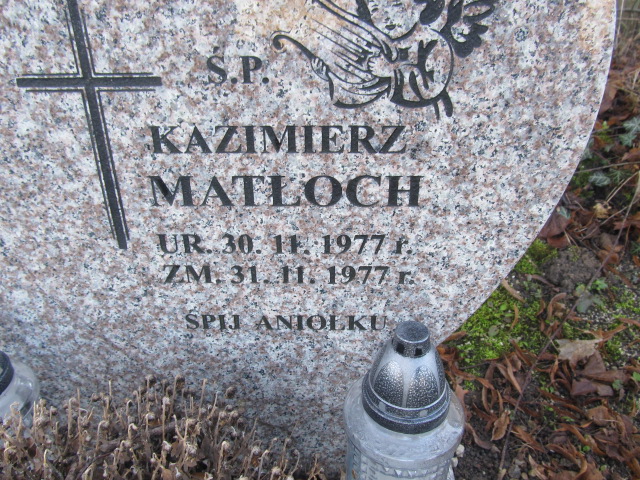 Ś.P.
KAZIMIERZ
MATŁOCH
UR. 30. 11. 1977 r.
ZM. 31. 11. 1977 r.
ŚPIJ ANIOŁKU